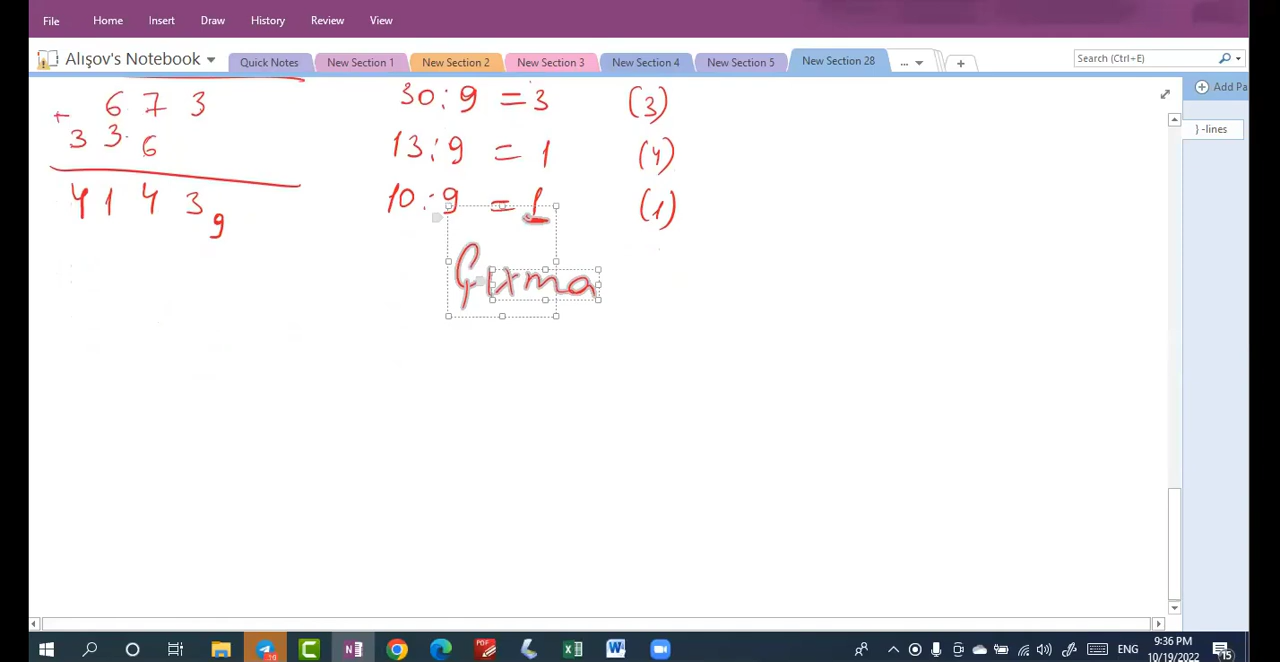 File Home Insert Draw History Review View
Alışov's Notebook Quick Notes New Section 1 New Section 2 New Section 3 New Section 4 New Section 5 New Section 28 ... Search (Ctrl+E)
Add Pa
} -lines
+ 6 7 3
3 3 6
4 1 4 3 9
30 : 9 = 3 (3)
13 : 9 = 1 (4)
10 : 9 = 1 (1)
Çıxma
ENG
9:36 PM
10/19/2022
15